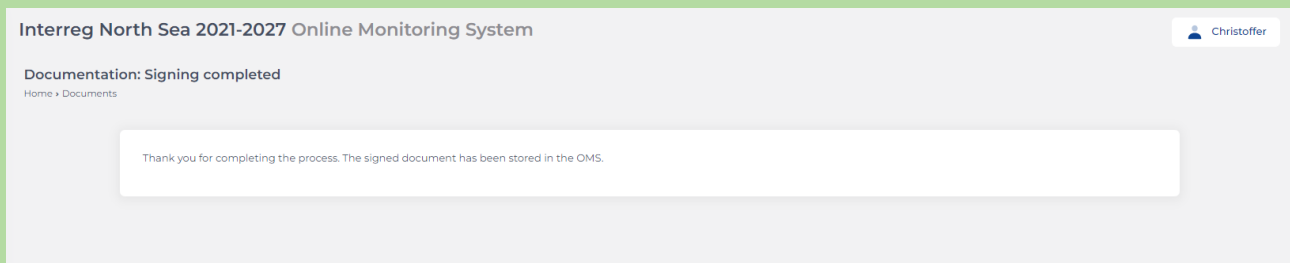 Interreg North Sea 2021-2027 Online Monitoring System
Christoffer
Documentation: Signing completed
Home › Documents
Thank you for completing the process. The signed document has been stored in the OMS.